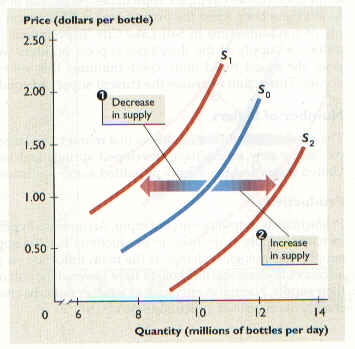 Price (dollars per bottle)
2.50
2.00
1.50
1.00
0.50
0
6
8
10
12
14
Quantity (millions of bottles per day)
S1
S0
S2
1
Decrease
in supply
2
Increase
in supply